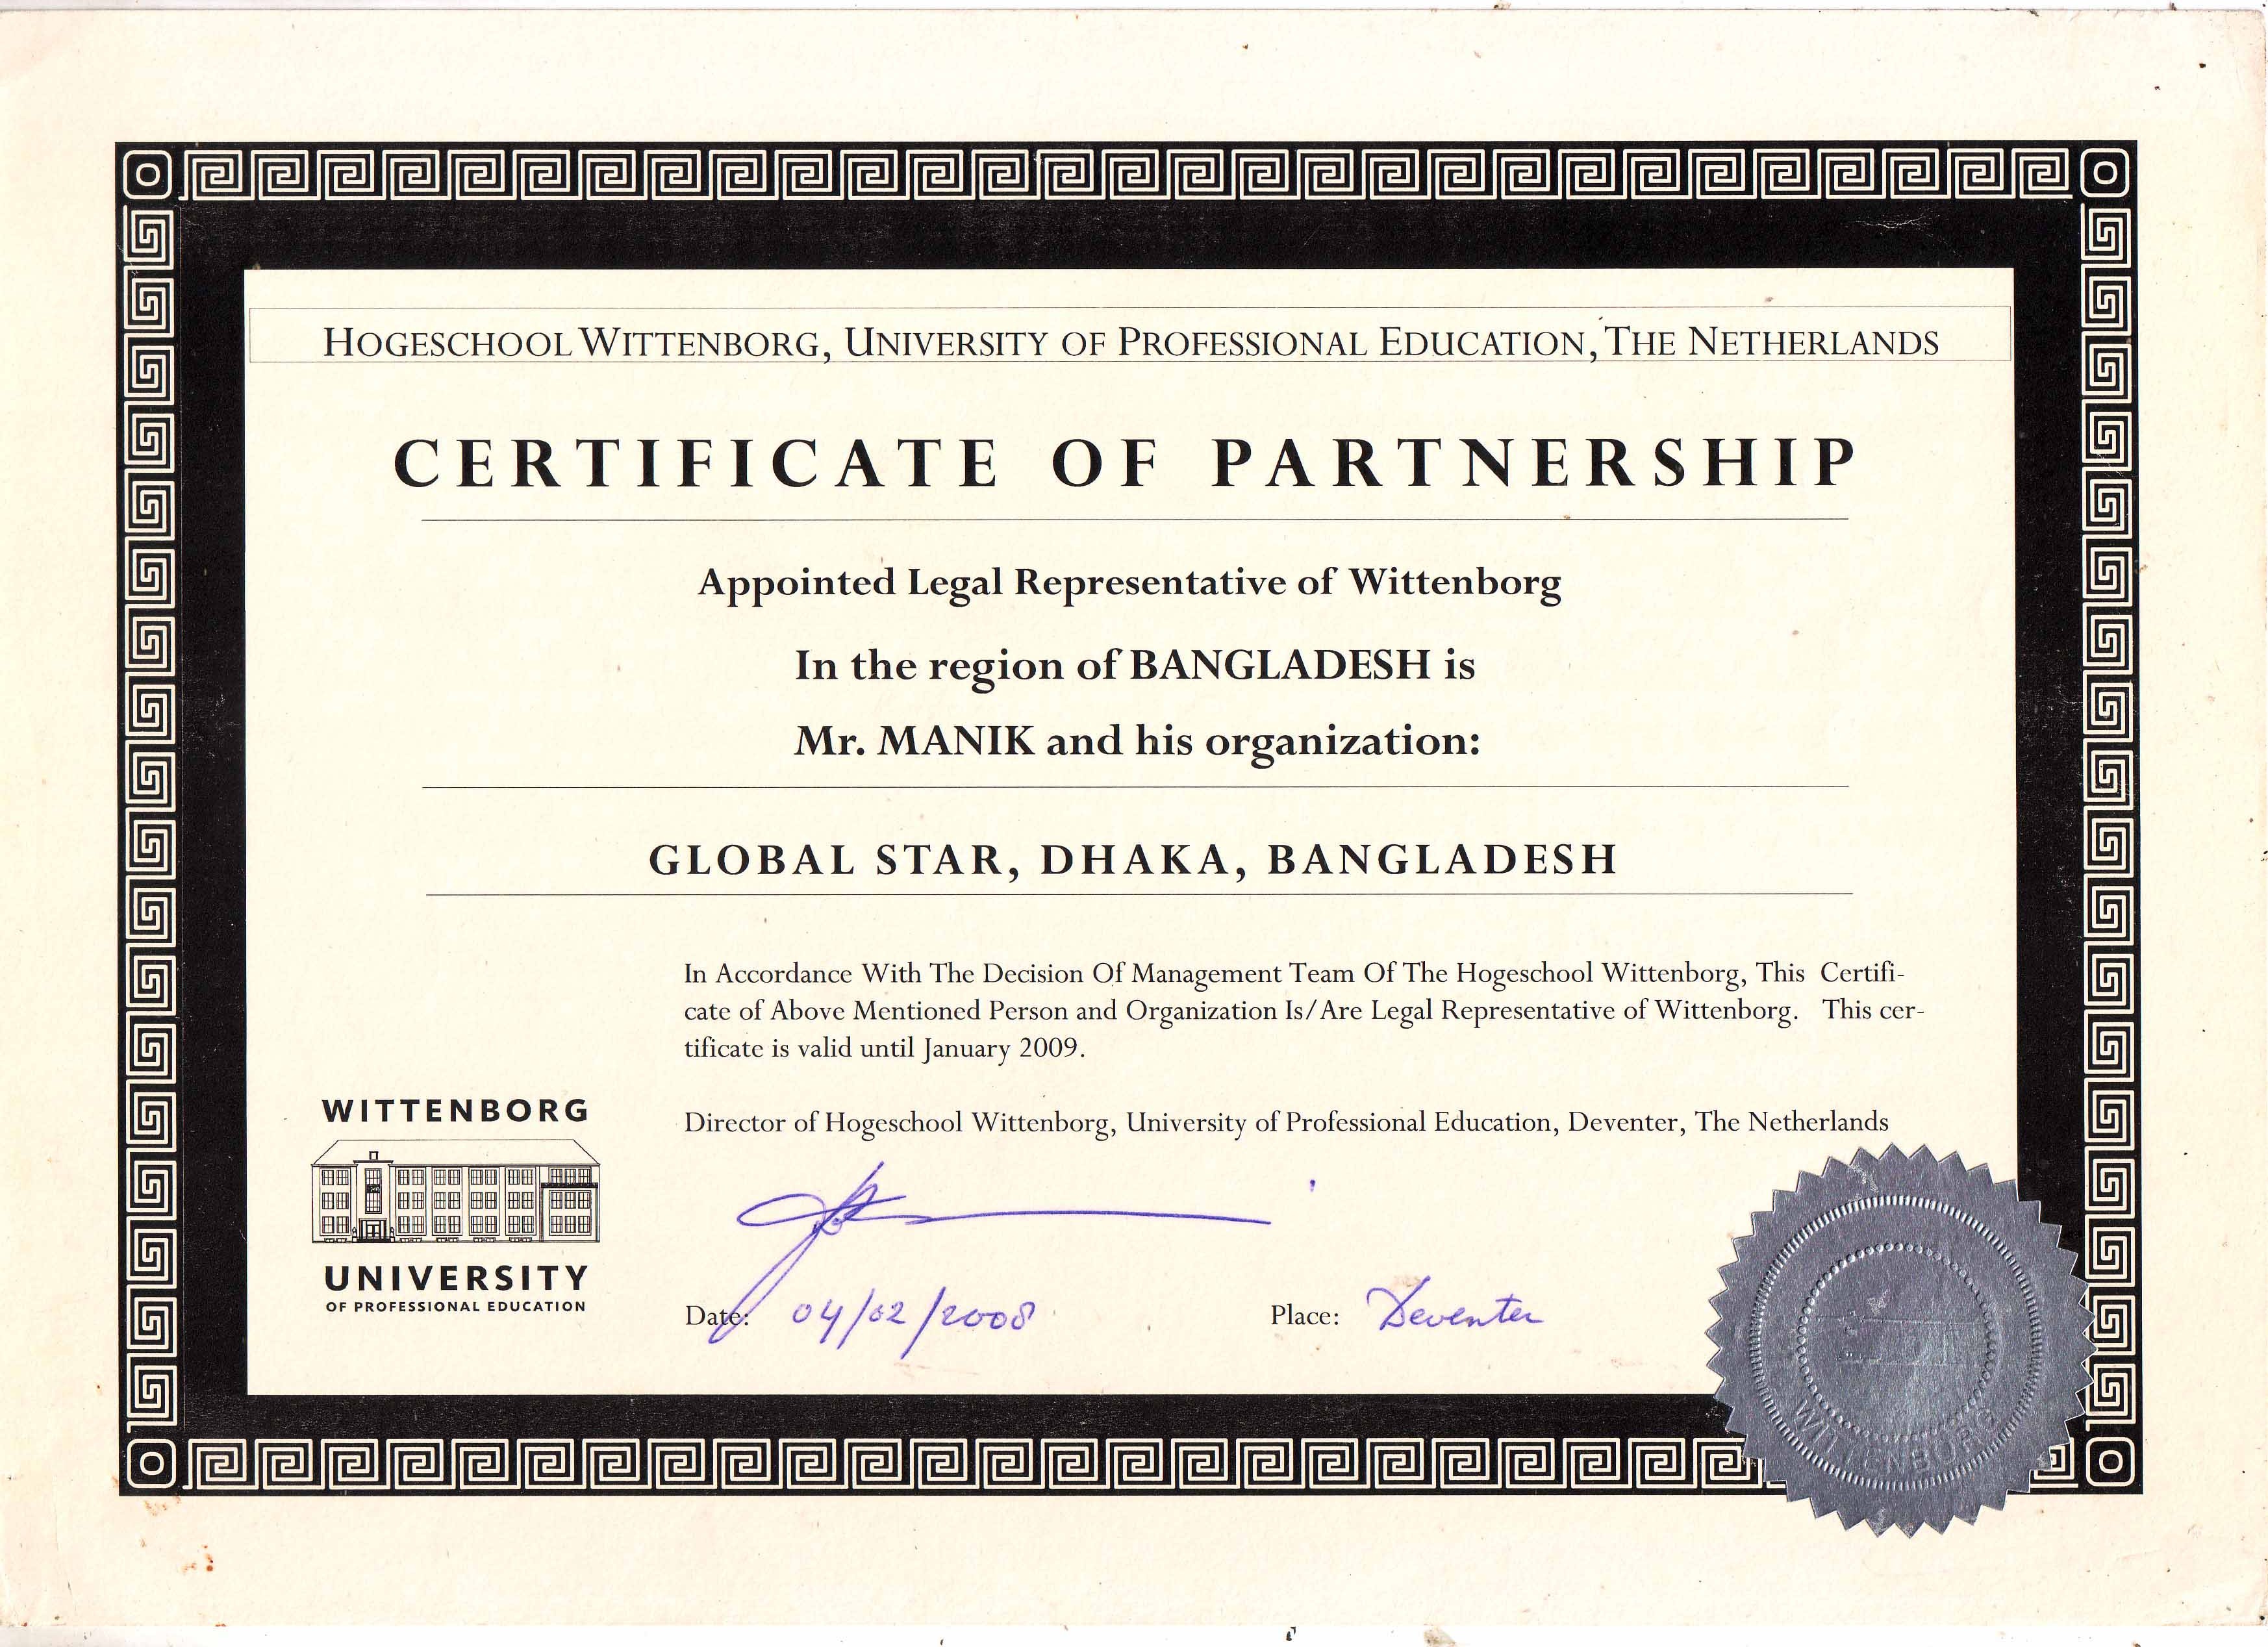 HOGESCHOOL WITTENBORG, UNIVERSITY OF PROFESSIONAL EDUCATION, THE NETHERLANDS
CERTIFICATE OF PARTNERSHIP
Appointed Legal Representative of Wittenborg
In the region of BANGLADESH is
Mr. MANIK and his organization:
GLOBAL STAR, DHAKA, BANGLADESH
In Accordance With The Decision Of Management Team Of The Hogeschool Wittenborg, This Certifi-
cate of Above Mentioned Person and Organization Is/Are Legal Representative of Wittenborg. This cer-
tificate is valid until January 2009.
Director of Hogeschool Wittenborg, University of Professional Education, Deventer, The Netherlands
WITTENBORG
UNIVERSITY
OF PROFESSIONAL EDUCATION
Date: 04/02/2008 Place: Deventer
WITTENBORG